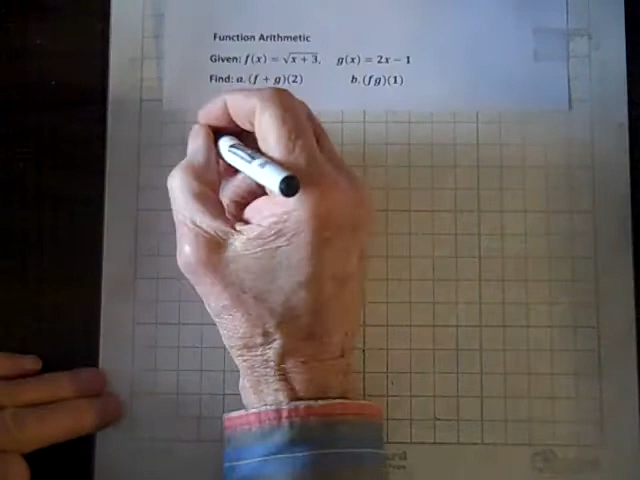 Function Arithmetic
Given: f(x) = √x + 3, g(x) = 2x − 1
Find: a. (f + g)(2) b. (fg)(1)